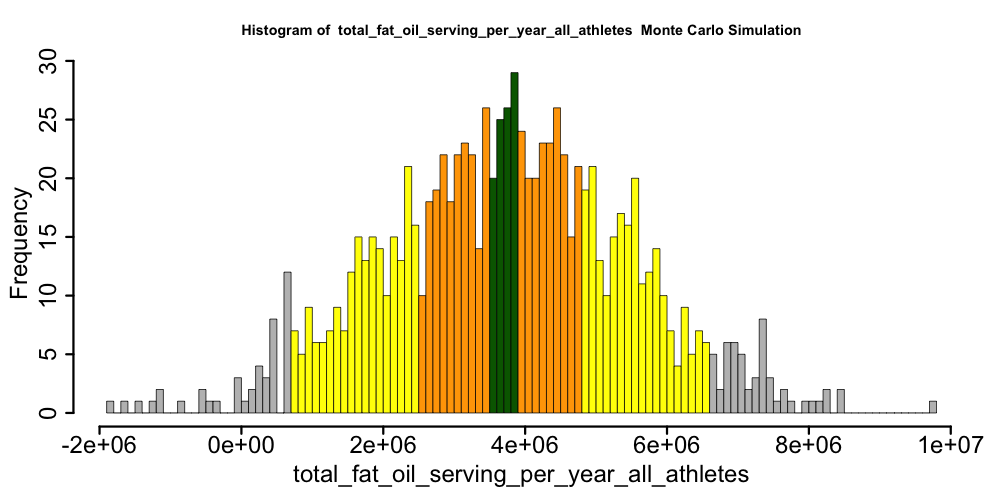 Histogram of  total_fat_oil_serving_per_year_all_athletes  Monte Carlo Simulation
30
25
20
15
10
5
0
Frequency
-2e+06 0e+00 2e+06 4e+06 6e+06 8e+06 1e+07
total_fat_oil_serving_per_year_all_athletes